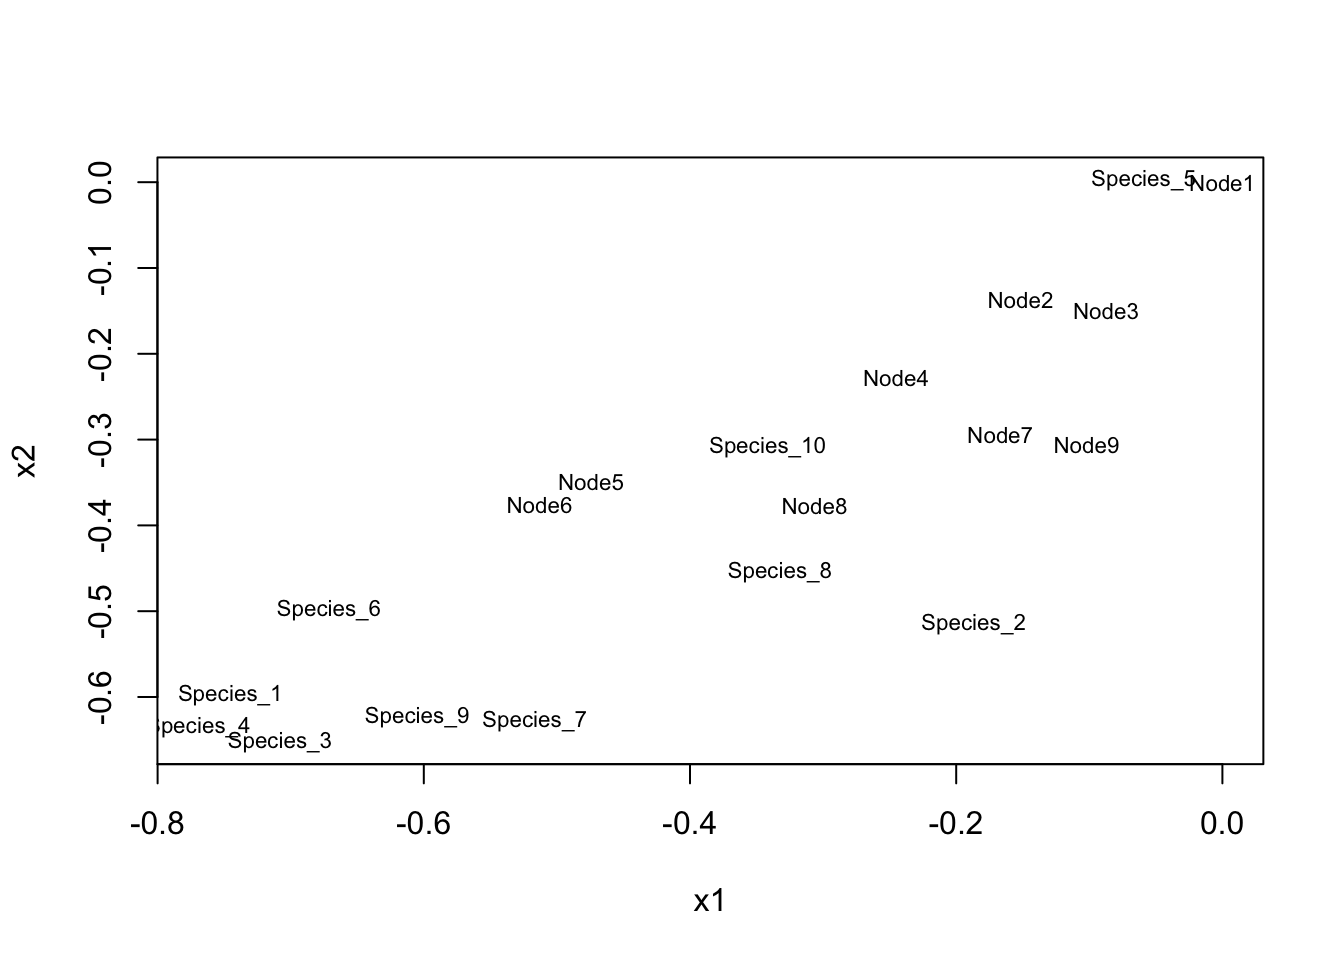 0.0
-0.1
-0.2
-0.3
-0.4
-0.5
-0.6
x2
Species_5
Node1
Node2
Node3
Node4
Species_10
Node7
Node9
Node5
Node6
Node8
Species_8
Species_6
Species_2
Species_1
Species_9
Species_7
Species_4
Species_3
-0.8 -0.6 -0.4 -0.2 0.0
x1